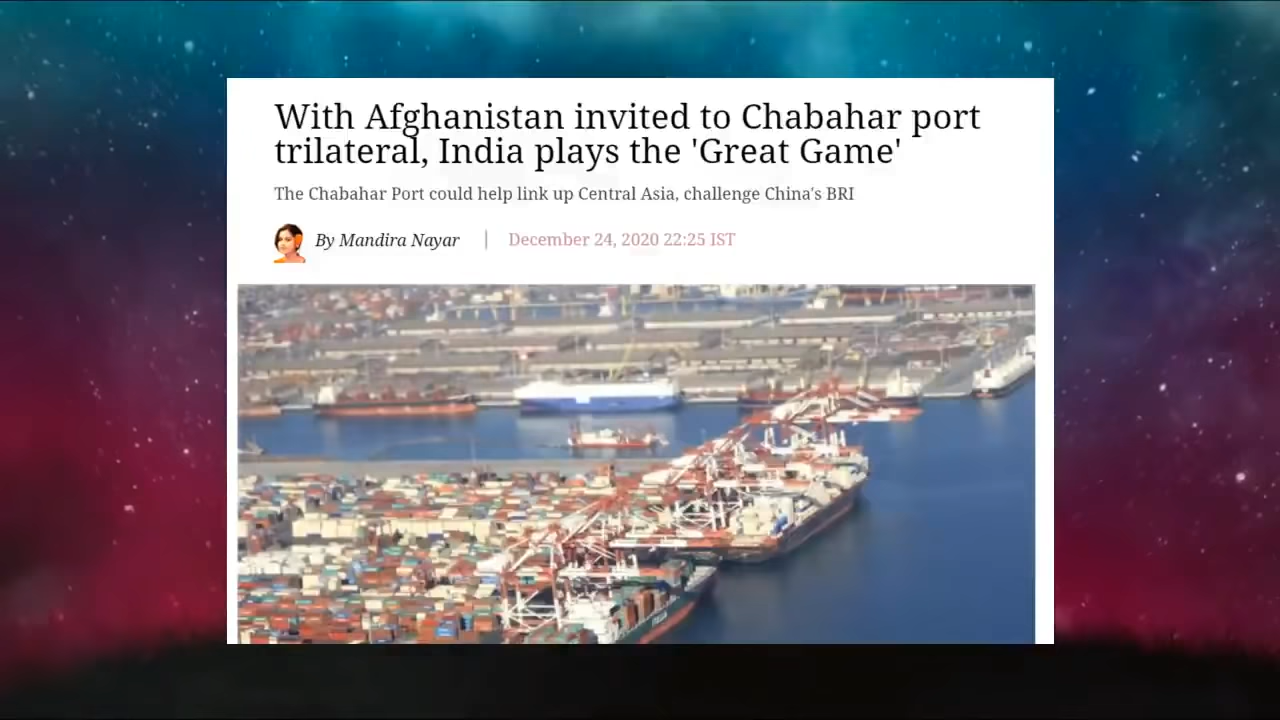 With Afghanistan invited to Chabahar port
trilateral, India plays the 'Great Game'
The Chabahar Port could help link up Central Asia, challenge China's BRI
By Mandira Nayar | December 24, 2020 22:25 IST